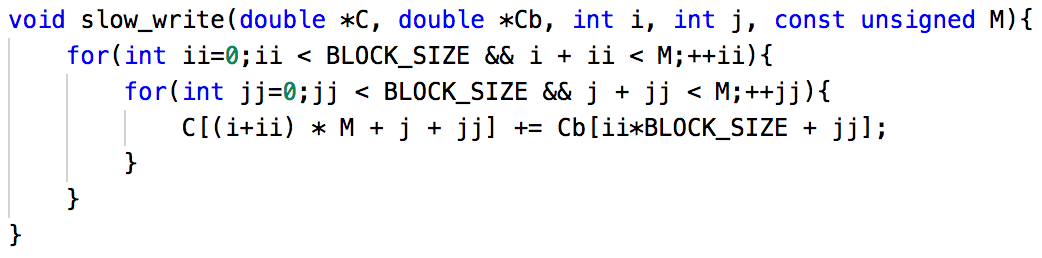 void slow_write(double *C, double *Cb, int i, int j, const unsigned M){
    for(int ii=0;ii < BLOCK_SIZE && i + ii < M;++ii){
        for(int jj=0;jj < BLOCK_SIZE && j + jj < M;++jj){
            C[(i+ii) * M + j + jj] += Cb[ii*BLOCK_SIZE + jj];
        }
    }
}